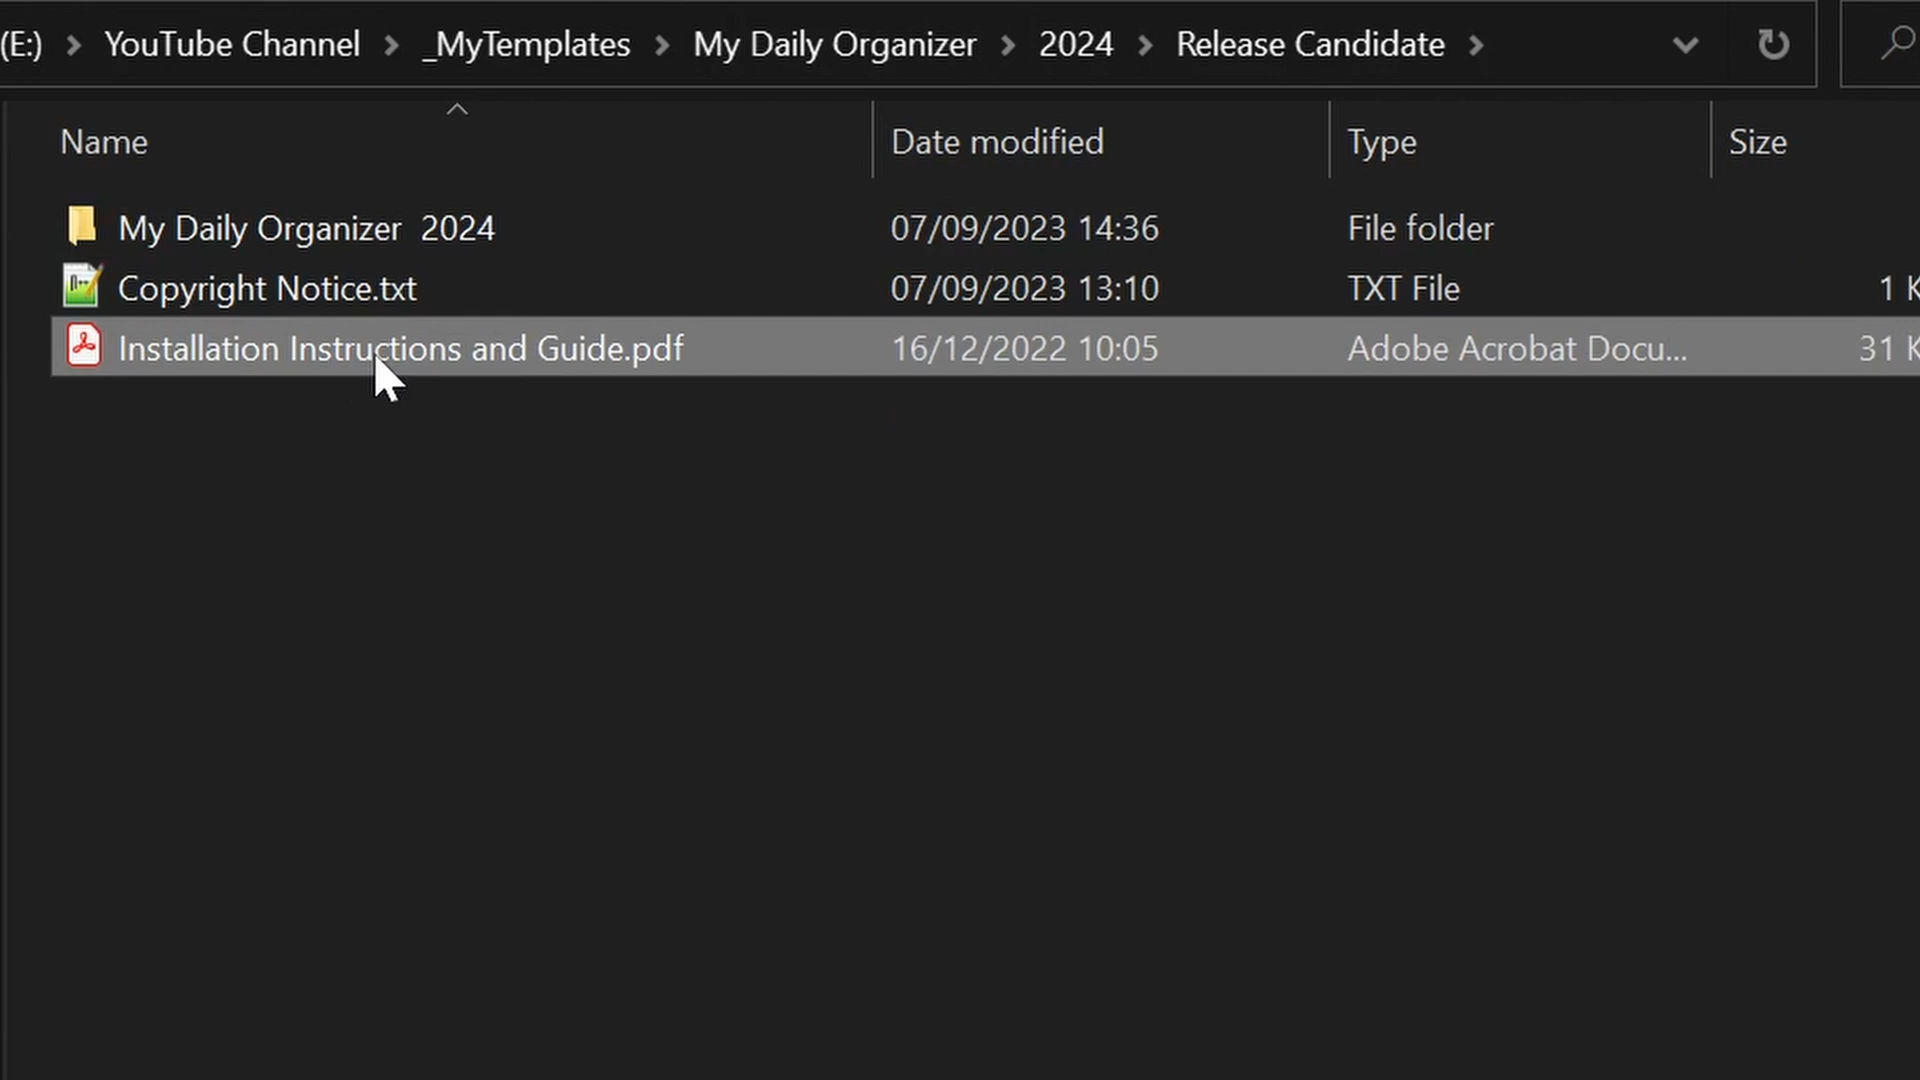 (E:) YouTube Channel _MyTemplates My Daily Organizer 2024 Release Candidate
Name Date modified Type Size
My Daily Organizer  2024 07/09/2023 14:36 File folder
Copyright Notice.txt 07/09/2023 13:10 TXT File 1 K
Installation Instructions and Guide.pdf 16/12/2022 10:05 Adobe Acrobat Docu... 31 K